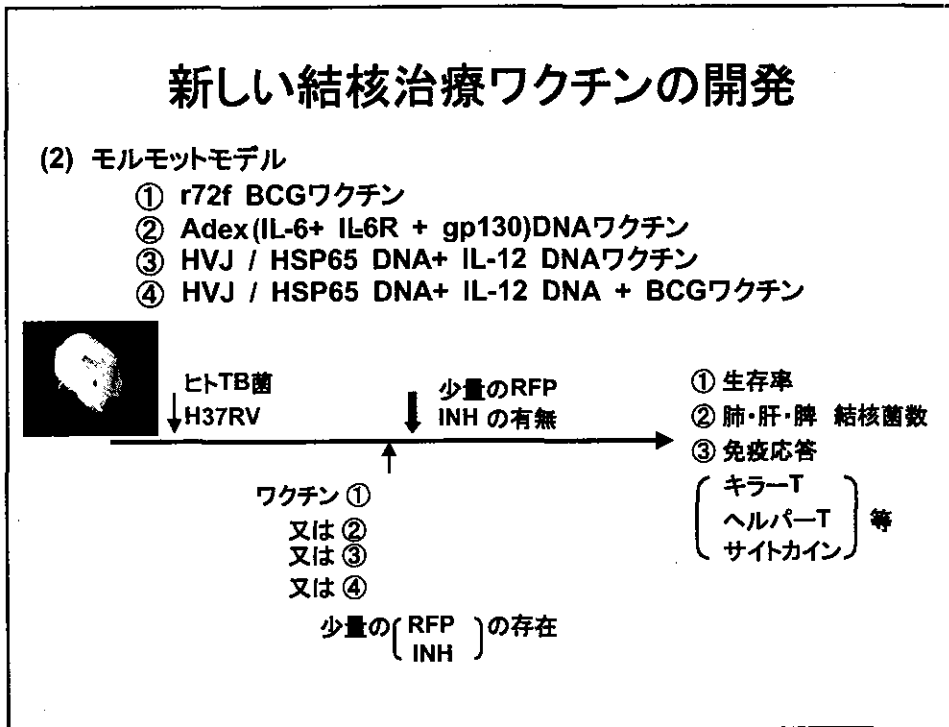 新しい結核治療ワクチンの開発
(2) モルモットモデル
① r72f BCGワクチン
② Adex(IL-6+ IL-6R + gp130)DNAワクチン
③ HVJ / HSP65 DNA+ IL-12 DNAワクチン
④ HVJ / HSP65 DNA+ IL-12 DNA + BCGワクチン
ヒトTB菌
H37RV
少量のRFP
INH の有無
① 生存率
② 肺・肝・脾 結核菌数
③ 免疫応答
キラーT
ヘルパーT
サイトカイン
等
ワクチン ①
又は ②
又は ③
又は ④
少量の(RFP
INH)の存在